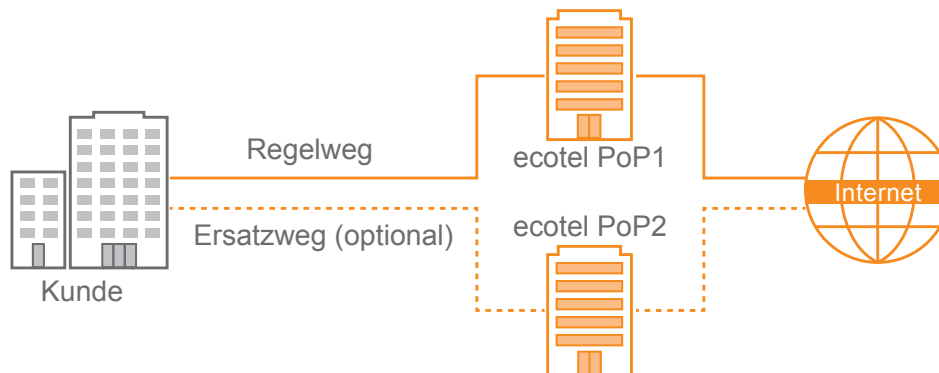 Regelweg
ecotel PoP1
Internet
Ersatzweg (optional)
ecotel PoP2
Kunde